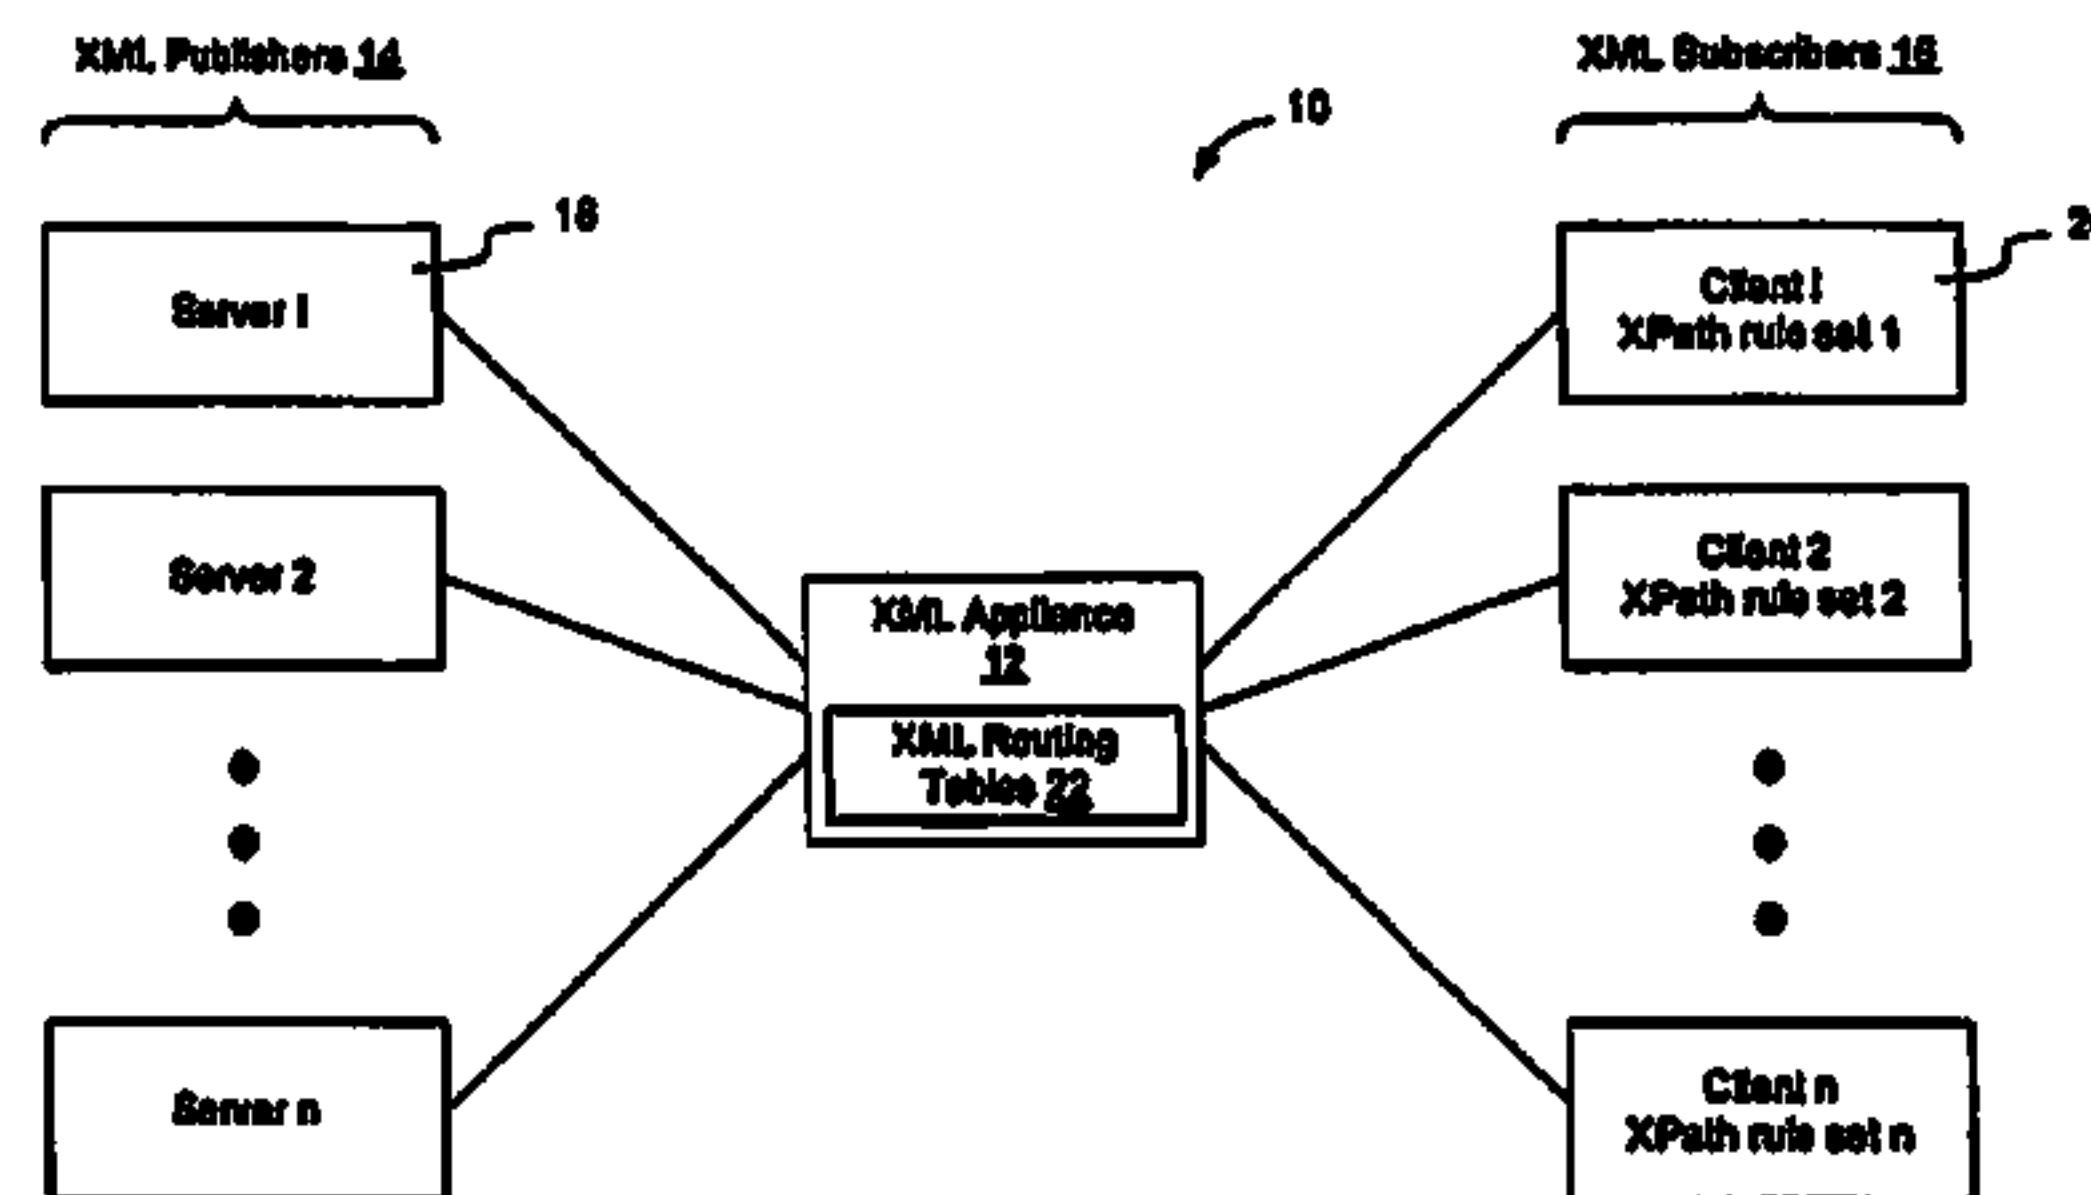 XML Publishers 14
XML Subscribers 16
10
18
Server l
Client l
XPath rule set 1
Server 2
Client 2
XPath rule set 2
XML Appliance
12
XML Routing
Tables 22
Server n
Client n
XPath rule set n